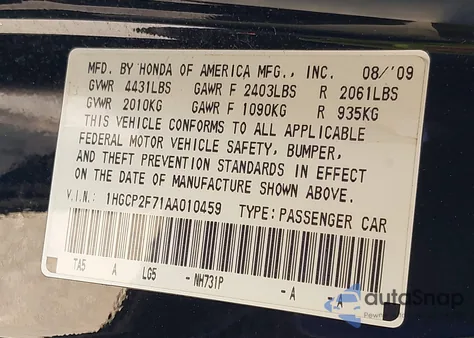 MFD. BY HONDA OF AMERICA MFG., INC. 08/'09
GVWR 4431LBS GAWR F 2403LBS R 2061LBS
GVWR 2010KG GAWR F 1090KG R 935KG
THIS VEHICLE CONFORMS TO ALL APPLICABLE
FEDERAL MOTOR VEHICLE SAFETY, BUMPER,
AND THEFT PREVENTION STANDARDS IN EFFECT
ON THE DATE OF MANUFACTURE SHOWN ABOVE.
V.I.N.: 1HGCP2F71AA010459 TYPE: PASSENGER CAR
TA5 A LG5 -NH731P -A -A
autoSnap